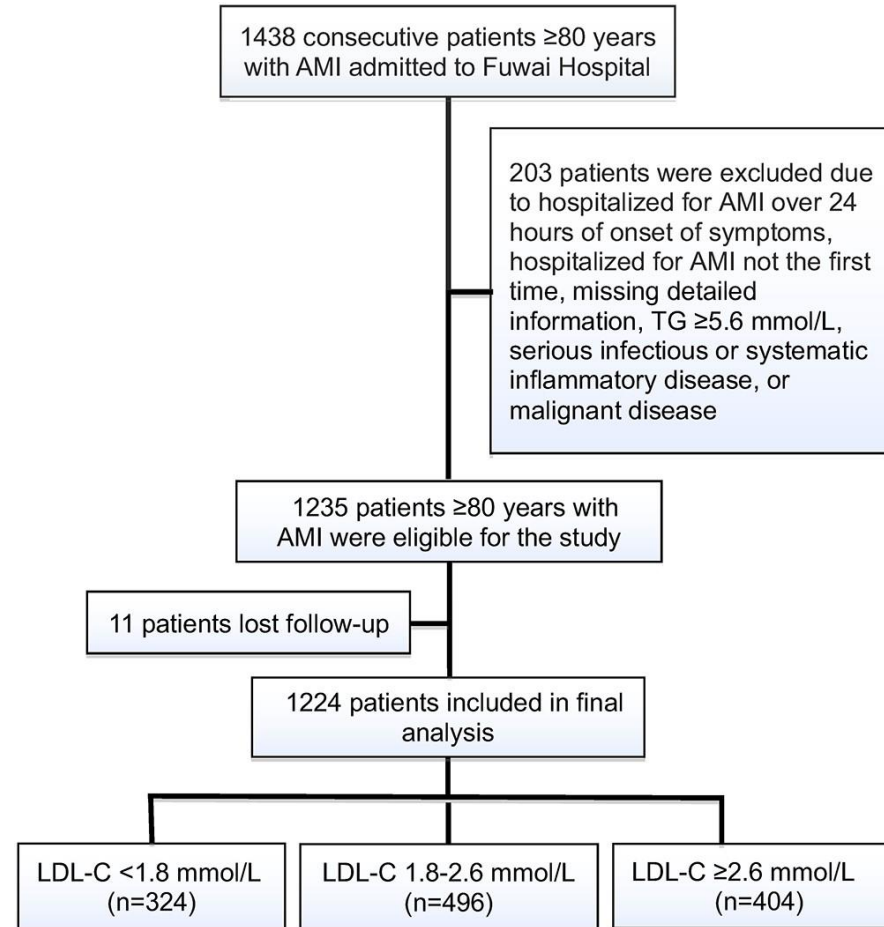 1438 consecutive patients ≥80 years
with AMI admitted to Fuwai Hospital
203 patients were excluded due
to hospitalized for AMI over 24
hours of onset of symptoms,
hospitalized for AMI not the first
time, missing detailed
information, TG ≥5.6 mmol/L,
serious infectious or systematic
inflammatory disease, or
malignant disease
1235 patients ≥80 years with
AMI were eligible for the study
11 patients lost follow-up
1224 patients included in final
analysis
LDL-C <1.8 mmol/L
(n=324)
LDL-C 1.8-2.6 mmol/L
(n=496)
LDL-C ≥2.6 mmol/L
(n=404)